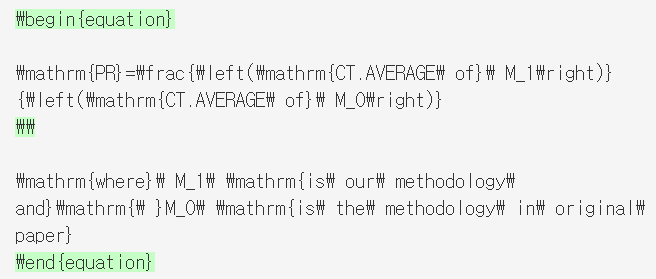 ₩begin{equation}
₩mathrm{PR}=₩frac{₩left(₩mathrm{CT.AVERAGE₩ of}₩ M_1₩right)}
{₩left(₩mathrm{CT.AVERAGE₩ of}₩ M_0₩right)}
₩₩
₩mathrm{where}₩ M_1₩ ₩mathrm{is₩ our₩ methodology₩
and}₩mathrm{₩ }M_0₩ ₩mathrm{is₩ the₩ methodology₩ in₩ original₩
paper}
₩end{equation}